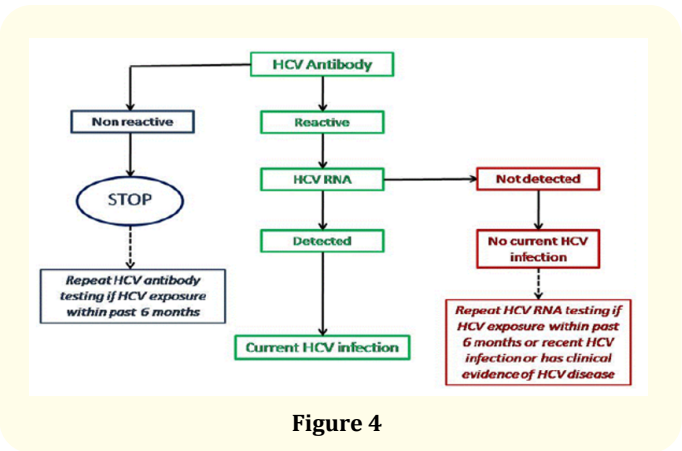 HCV Antibody
Non reactive
Reactive
HCV RNA
Not detected
STOP
Detected
No current HCV
infection
Repeat HCV antibody
testing if HCV exposure
within past 6 months
Current HCV infection
Repeat HCV RNA testing if
HCV exposure within past
6 months or recent HCV
infection or has clinical
evidence of HCV disease
Figure 4